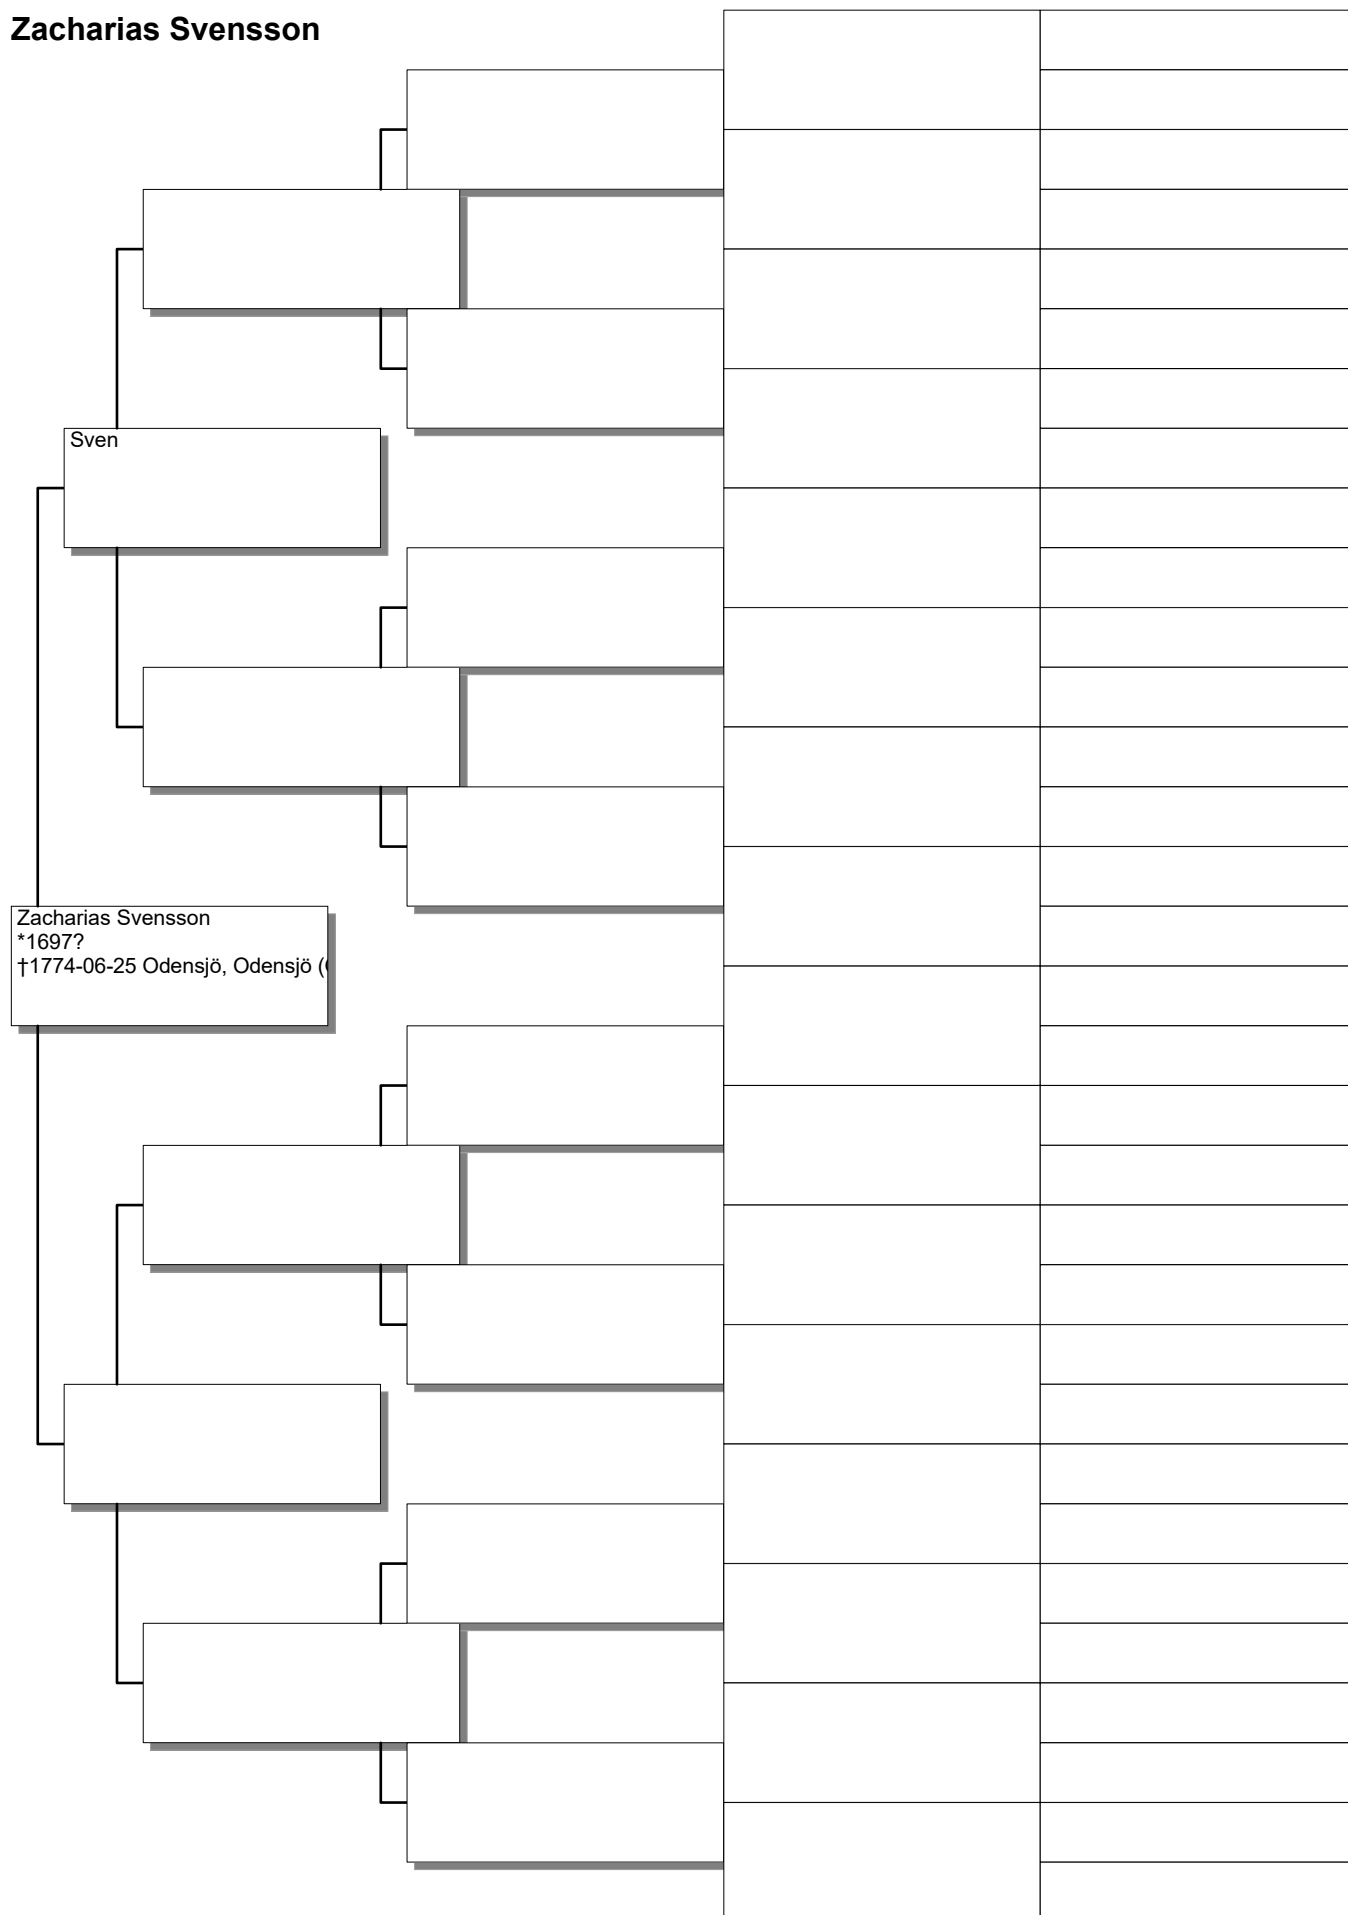 Zacharias Svensson
Sven
Zacharias Svensson
*1697?
†1774-06-25 Odensjö, Odensjö (